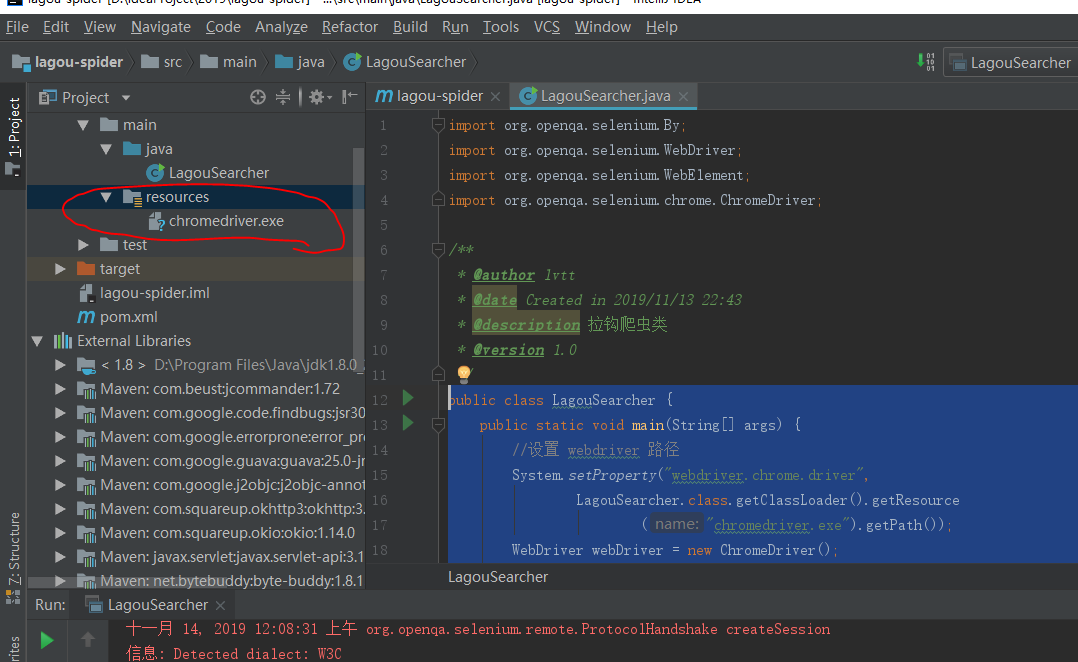 lagou-spider [D:\IdeaProject\2019\lagou-spider] - ...\src\main\java\LagouSearcher.java [lagou-spider] - IntelliJ IDEA
File Edit View Navigate Code Analyze Refactor Build Run Tools VCS Window Help
lagou-spider src main java LagouSearcher LagouSearcher
1: Project
Project
main
java
LagouSearcher
resources
chromedriver.exe
test
target
lagou-spider.iml
pom.xml
External Libraries
< 1.8 > D:\Program Files\Java\jdk1.8.0_
Maven: com.beust:jcommander:1.72
Maven: com.google.code.findbugs:jsr30
Maven: com.google.errorprone:error_pr
Maven: com.google.guava:guava:25.0-jr
Maven: com.google.j2objc:j2objc-annot
Maven: com.squareup.okhttp3:okhttp:3.
Maven: com.squareup.okio:okio:1.14.0
Maven: javax.servlet:javax.servlet-api:3.1
Maven: net.bytebuddy:byte-buddy:1.8.1
Z: Structure
rites
lagou-spider LagouSearcher.java
1 import org.openqa.selenium.By;
2 import org.openqa.selenium.WebDriver;
3 import org.openqa.selenium.WebElement;
4 import org.openqa.selenium.chrome.ChromeDriver;
5
6 /**
7 * @author lvtt
8 * @date Created in 2019/11/13 22:43
9 * @description 拉钩爬虫类
10 * @version 1.0
11
12 public class LagouSearcher {
13 public static void main(String[] args) {
14 //设置 webdriver 路径
15 System.setProperty("webdriver.chrome.driver",
16 LagouSearcher.class.getClassLoader().getResource
17 ( name: "chromedriver.exe").getPath());
18 WebDriver webDriver = new ChromeDriver();
LagouSearcher
Run: LagouSearcher
十一月 14, 2019 12:08:31 上午 org.openqa.selenium.remote.ProtocolHandshake createSession
信息: Detected dialect: W3C